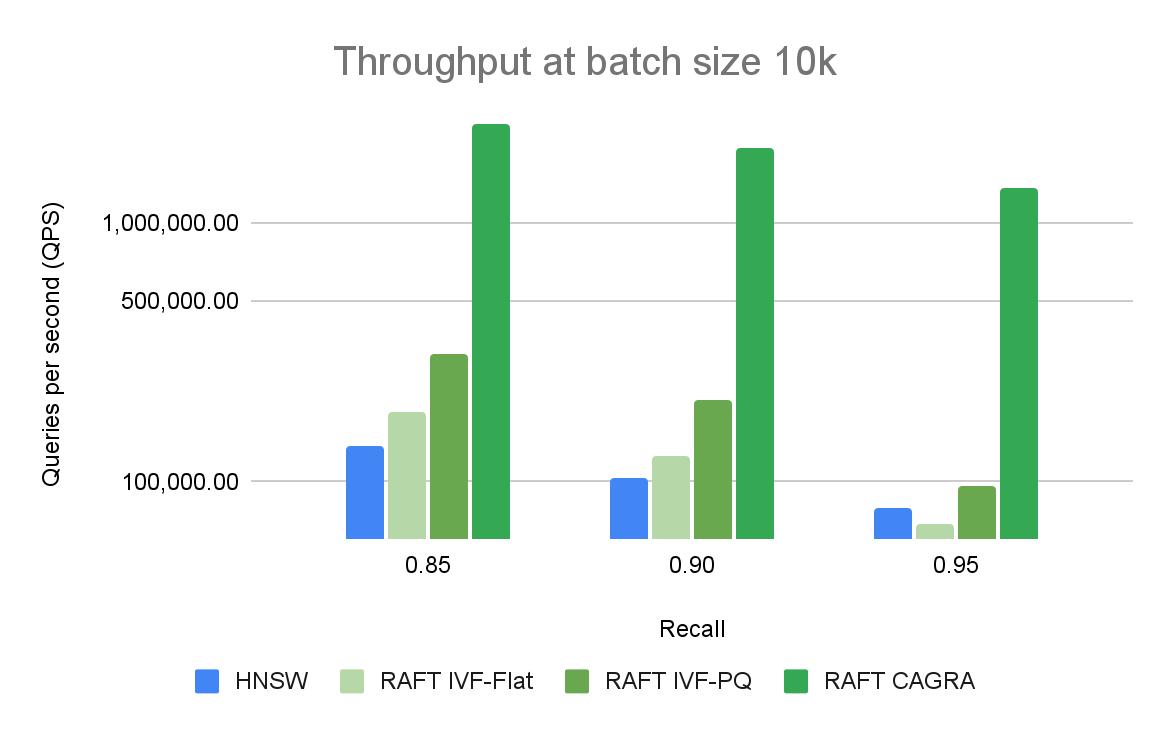 Throughput at batch size 10k
Queries per second (QPS)
1,000,000.00
500,000.00
100,000.00
0.85 0.90 0.95
Recall
HNSW RAFT IVF-Flat RAFT IVF-PQ RAFT CAGRA